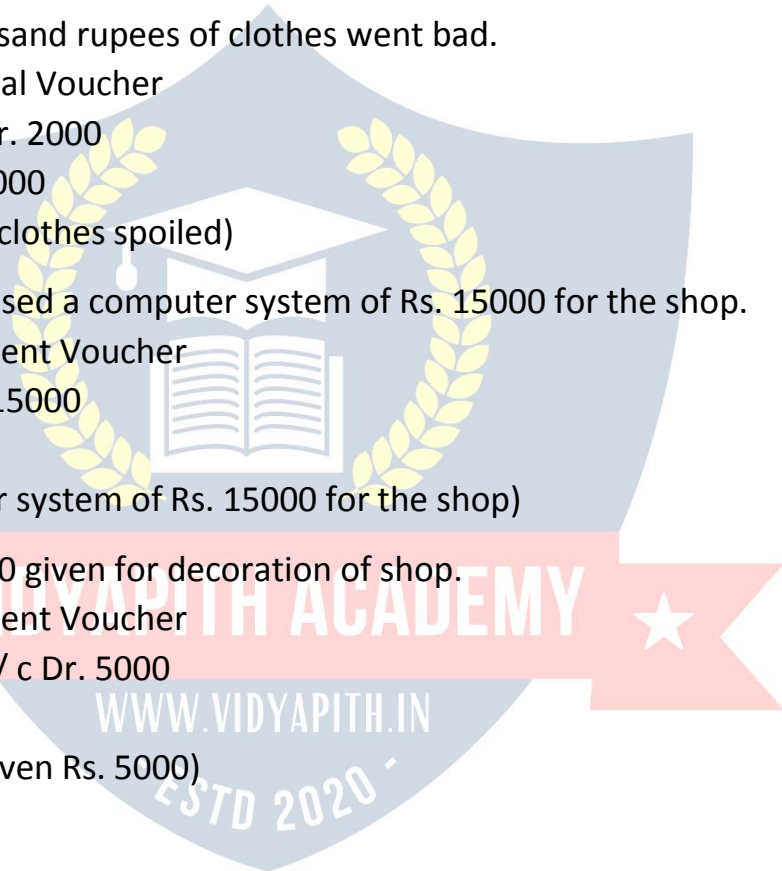 sand rupees of clothes went bad.
al Voucher
r. 2000
000
clothes spoiled)
sed a computer system of Rs. 15000 for the shop.
ent Voucher
15000
r system of Rs. 15000 for the shop)
0 given for decoration of shop.
ent Voucher
/ c Dr. 5000
ven Rs. 5000)
IDYAPITH ACADEMY
WWW.VIDYAPITH.IN
ESTD 2020 -